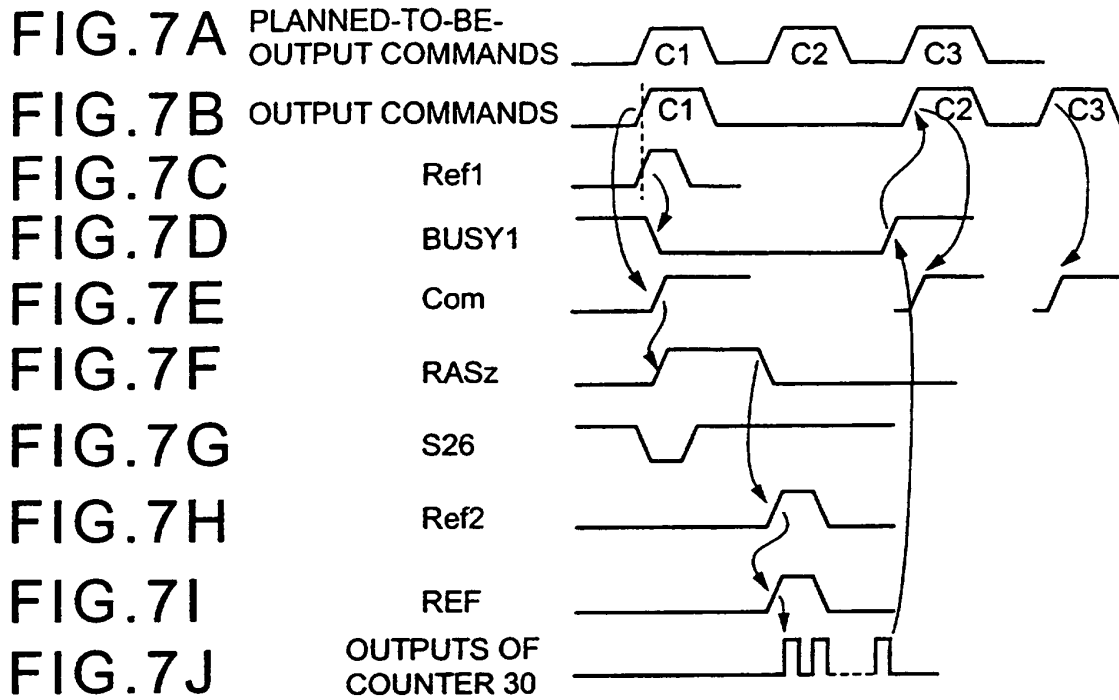 FIG.7A PLANNED-TO-BE-
OUTPUT COMMANDS C1 C2 C3
FIG.7B OUTPUT COMMANDS C1 C2 C3
FIG.7C Ref1
FIG.7D BUSY1
FIG.7E Com
FIG.7F RASz
FIG.7G S26
FIG.7H Ref2
FIG.7I REF
FIG.7J OUTPUTS OF
COUNTER 30